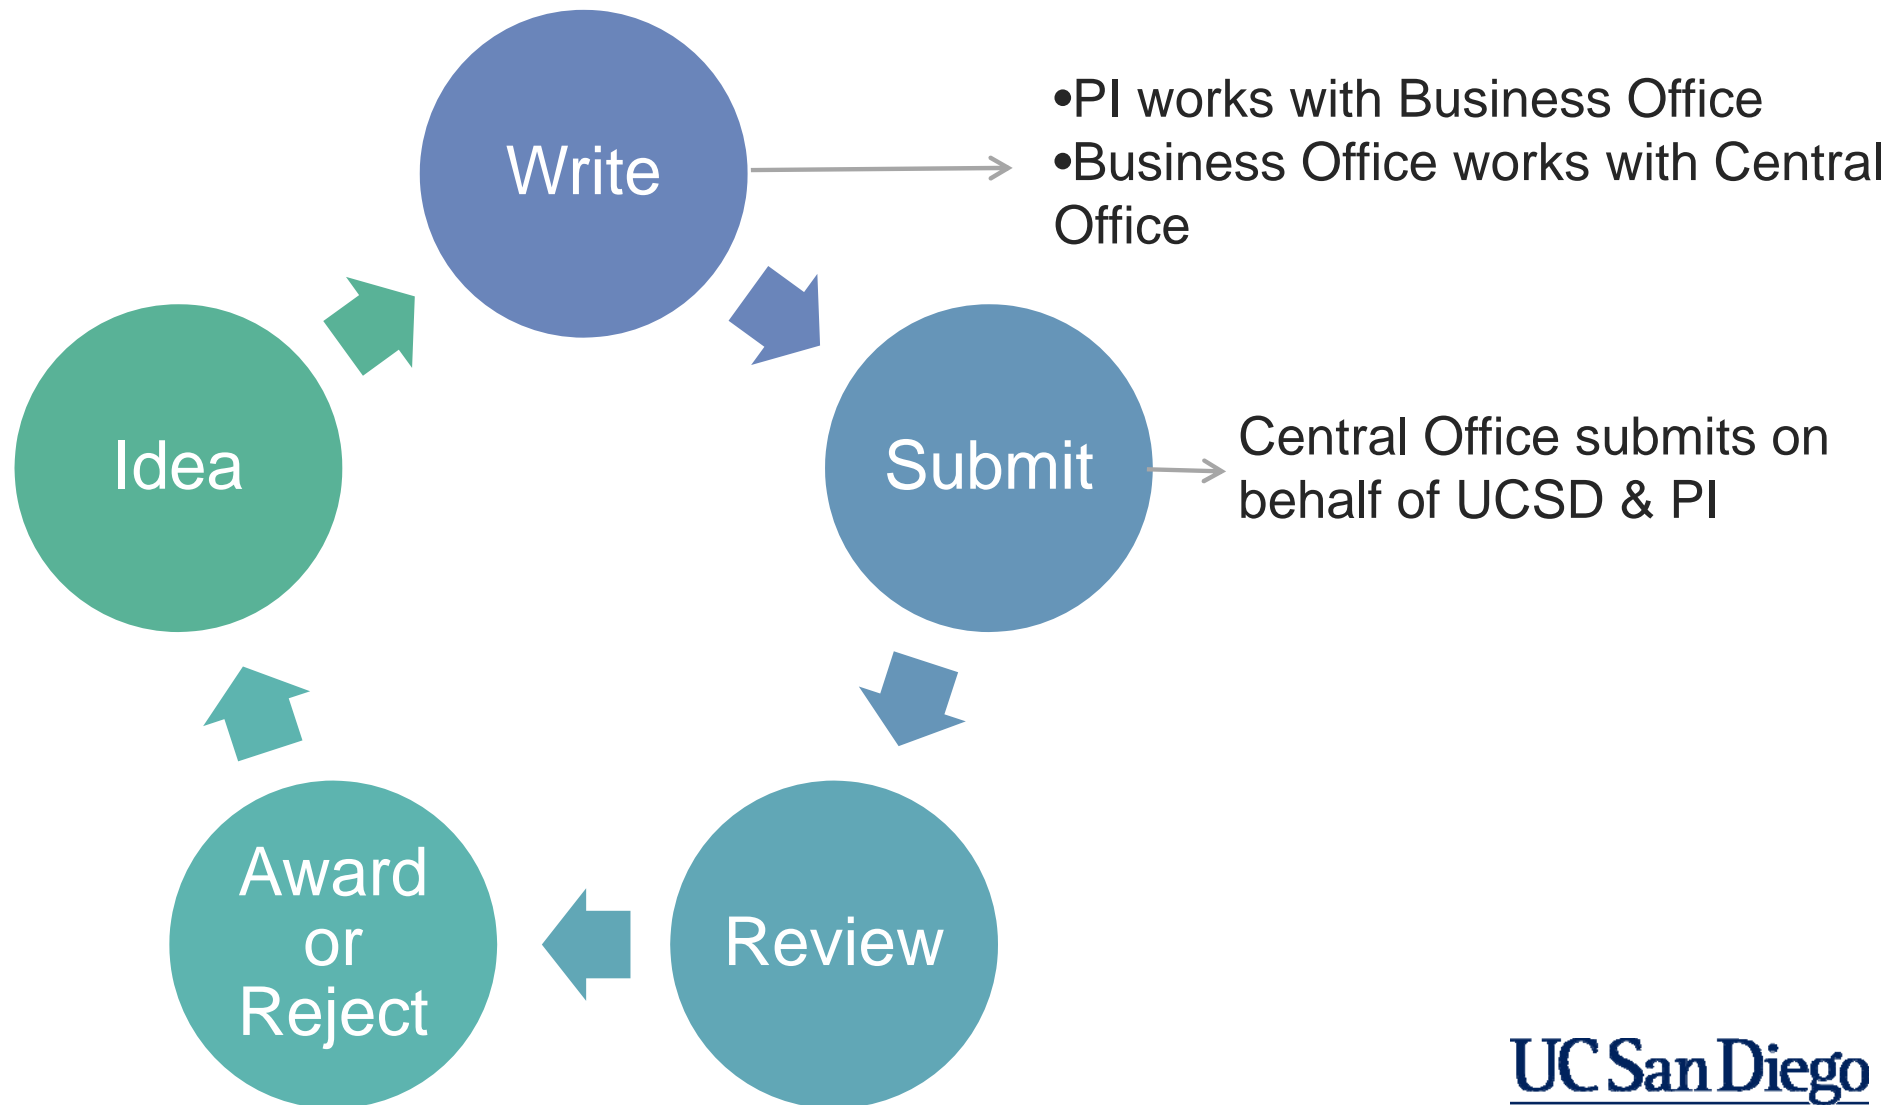 Write
•PI works with Business Office
•Business Office works with Central
Office
Idea
Submit
Central Office submits on
behalf of UCSD & PI
Award
or
Reject
Review
UC San Diego